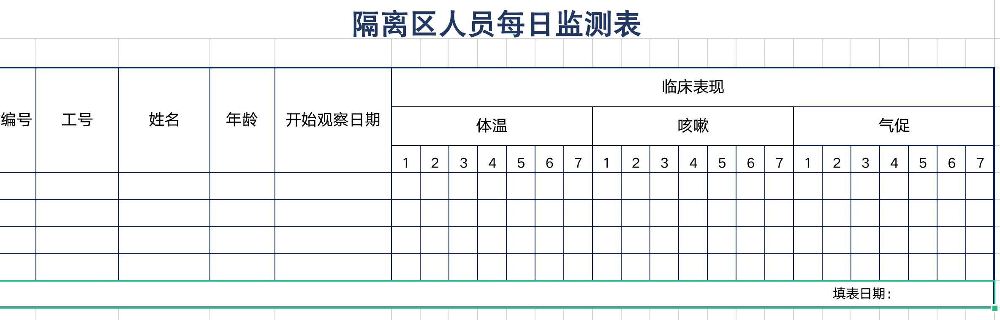 隔离区人员每日监测表
编号 工号 姓名 年龄 开始观察日期 临床表现
体温 咳嗽 气促
1 2 3 4 5 6 7 1 2 3 4 5 6 7 1 2 3 4 5 6 7
填表日期: